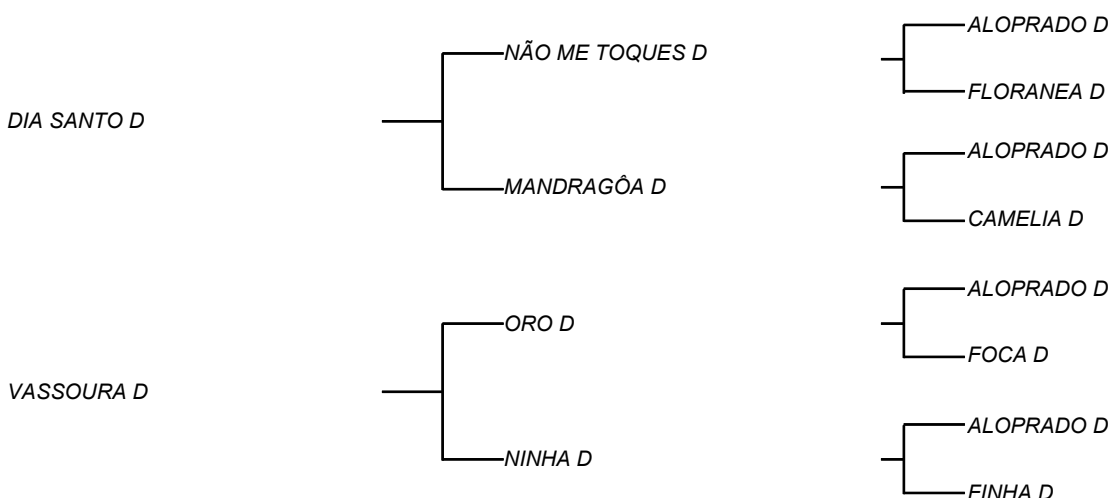 ALOPRADO D
NÃO ME TOQUES D
FLORANEA D
DIA SANTO D
ALOPRADO D
MANDRAGÔA D
CAMELIA D
ALOPRADO D
ORO D
FOCA D
VASSOURA D
ALOPRADO D
NINHA D
FINHA D